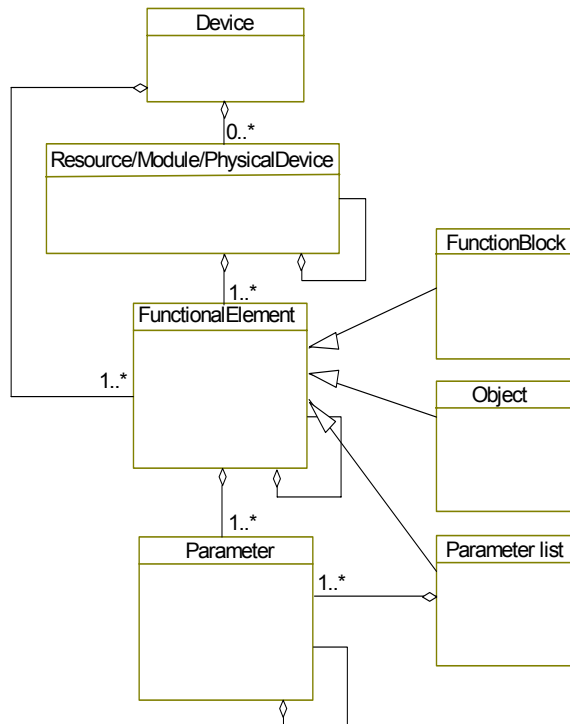 Device
0..*
Resource/Module/PhysicalDevice
FunctionBlock
1..*
FunctionalElement
1..*
Object
1..*
Parameter
Parameter list
1..*